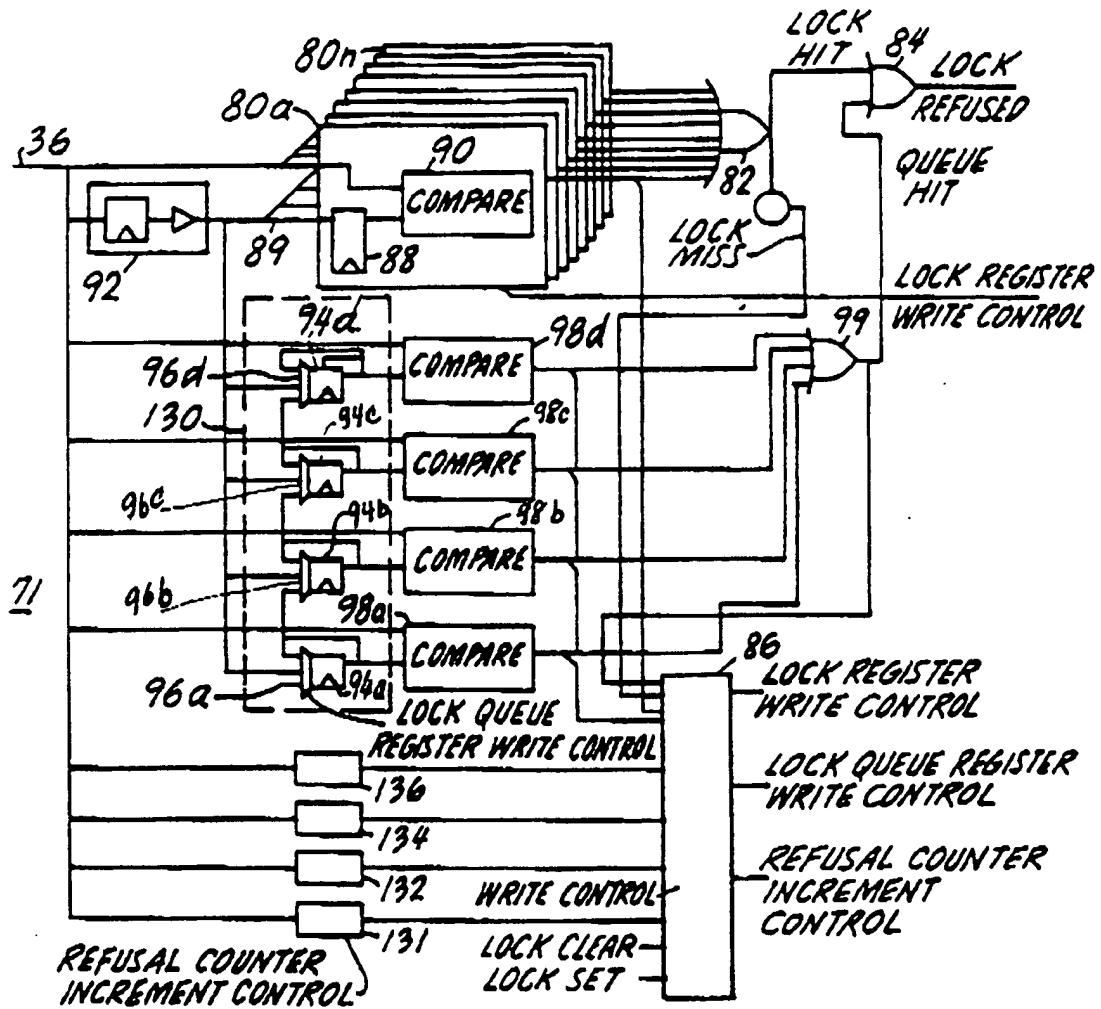 80n
LOCK
HIT
84
LOCK
REFUSED
80a
36
90
COMPARE
82
QUEUE
HIT
LOCK
MISS
92
89
88
LOCK REGISTER
WRITE CONTROL
94d
98d
99
96d
COMPARE
130
94c
98c
COMPARE
96c
94b
98b
COMPARE
96b
71
98a
COMPARE
86
96a
94a
LOCK QUEUE
REGISTER WRITE CONTROL
LOCK REGISTER
WRITE CONTROL
136
LOCK QUEUE REGISTER
WRITE CONTROL
134
132
WRITE CONTROL
REFUSAL COUNTER
INCREMENT
CONTROL
131
REFUSAL COUNTER
INCREMENT CONTROL
LOCK CLEAR
LOCK SET